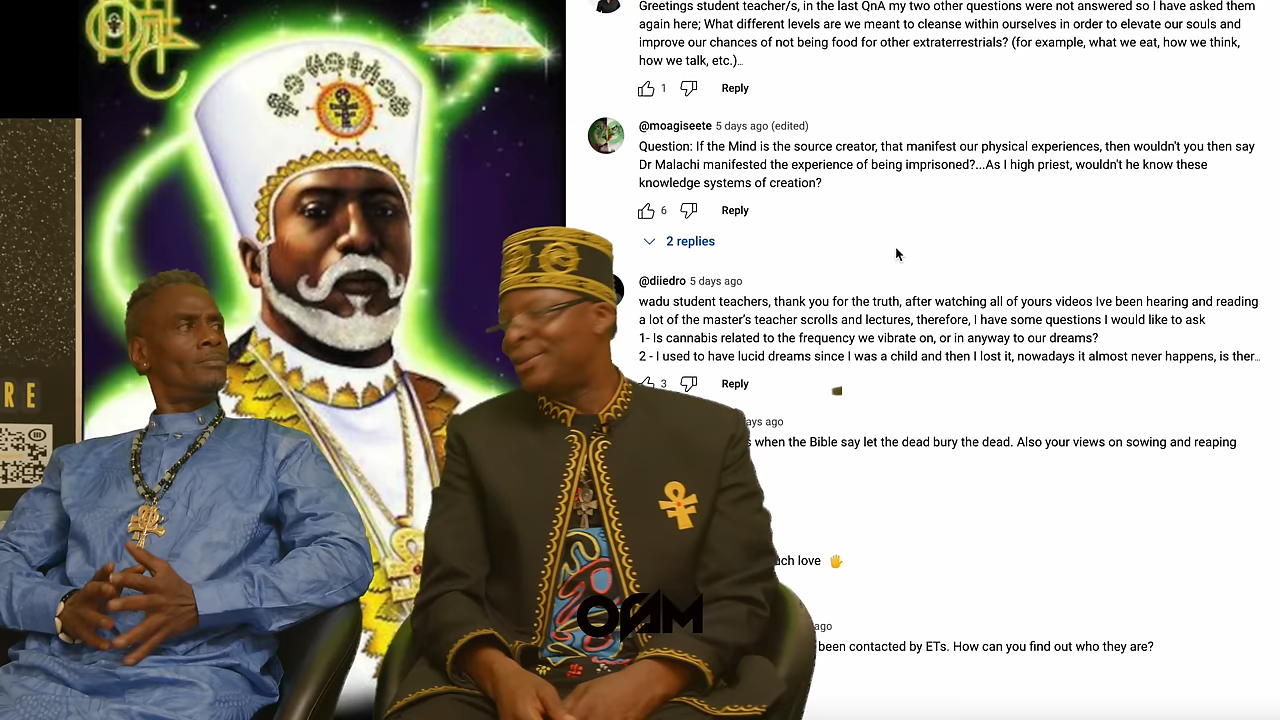 Greetings student teacher/s, in the last QnA my two other questions were not answered so I have asked them
again here; What different levels are we meant to cleanse within ourselves in order to elevate our souls and
improve our chances of not being food for other extraterrestrials? (for example, what we eat, how we think,
how we talk, etc.)...
1 Reply
@moagiseete 5 days ago (edited)
Question: If the Mind is the source creator, that manifest our physical experiences, then wouldn't you then say
Dr Malachi manifested the experience of being imprisoned?...As I high priest, wouldn't he know these
knowledge systems of creation?
6 Reply
2 replies
@diiedro 5 days ago
wadu student teachers, thank you for the truth, after watching all of yours videos Ive been hearing and reading
a lot of the master's teacher scrolls and lectures, therefore, I have some questions I would like to ask
1- Is cannabis related to the frequency we vibrate on, or in anyway to our dreams?
2 - I used to have lucid dreams since I was a child and then I lost it, nowadays it almost never happens, is ther...
3 Reply
ays ago
when the Bible say let the dead bury the dead. Also your views on sowing and reaping
RE
uch love 🖐
ago
been contacted by ETs. How can you find out who they are?